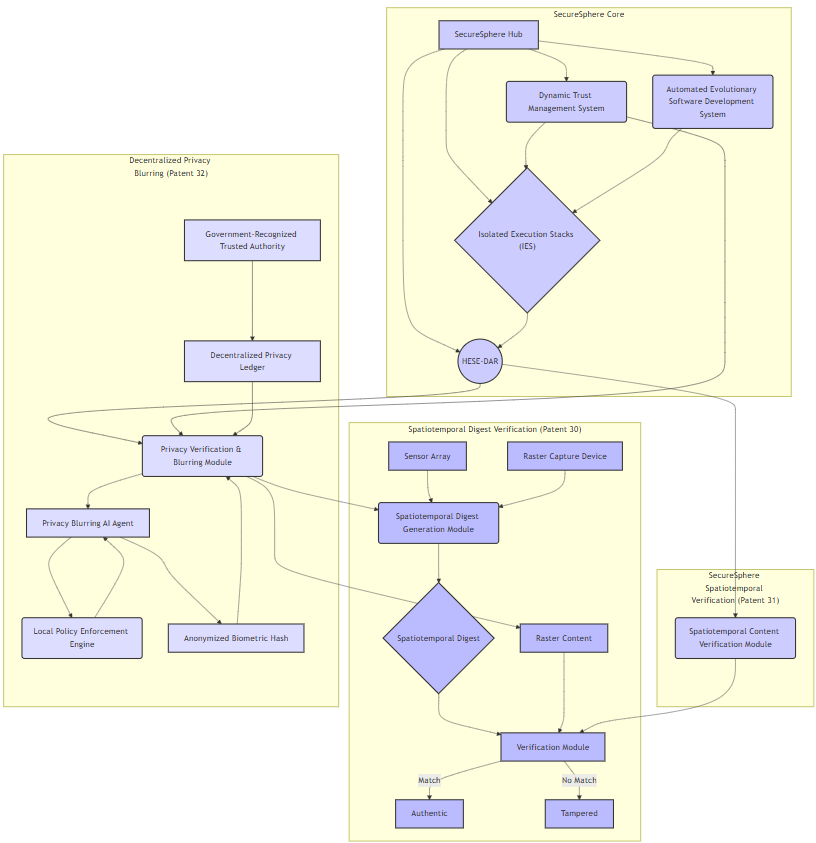 SecureSphere Core
SecureSphere Hub
Dynamic Trust
Management System
Automated Evolutionary
Software Development
System
Isolated Execution Stacks
(IES)
HESE-DAR
Decentralized Privacy
Blurring (Patent 32)
Government-Recognized
Trusted Authority
Decentralized Privacy
Ledger
Privacy Verification &
Blurring Module
Privacy Blurring AI Agent
Local Policy Enforcement
Engine
Anonymized Biometric Hash
Spatiotemporal Digest Verification (Patent 30)
Sensor Array
Raster Capture Device
Spatiotemporal Digest
Generation Module
Spatiotemporal Digest
Raster Content
Verification Module
Match
No Match
Authentic
Tampered
SecureSphere
Spatiotemporal
Verification (Patent 31)
Spatiotemporal Content
Verification Module